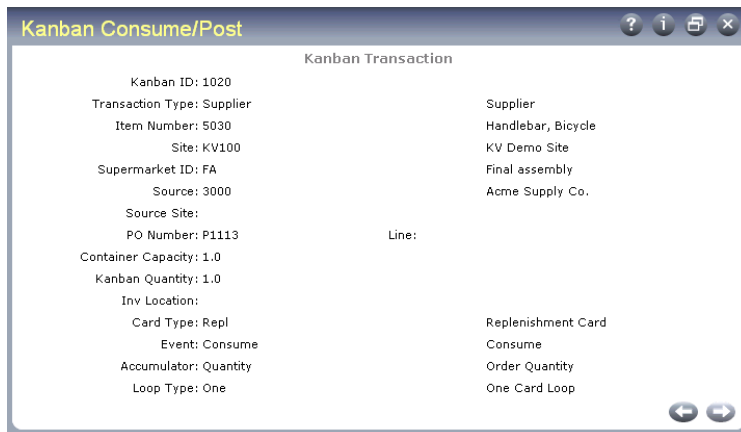 Kanban Consume/Post
Kanban Transaction
Kanban ID: 1020
Transaction Type: Supplier Supplier
Item Number: 5030 Handlebar, Bicycle
Site: KV100 KV Demo Site
Supermarket ID: FA Final assembly
Source: 3000 Acme Supply Co.
Source Site:
PO Number: P1113 Line:
Container Capacity: 1.0
Kanban Quantity: 1.0
Inv Location:
Card Type: Repl Replenishment Card
Event: Consume Consume
Accumulator: Quantity Order Quantity
Loop Type: One One Card Loop